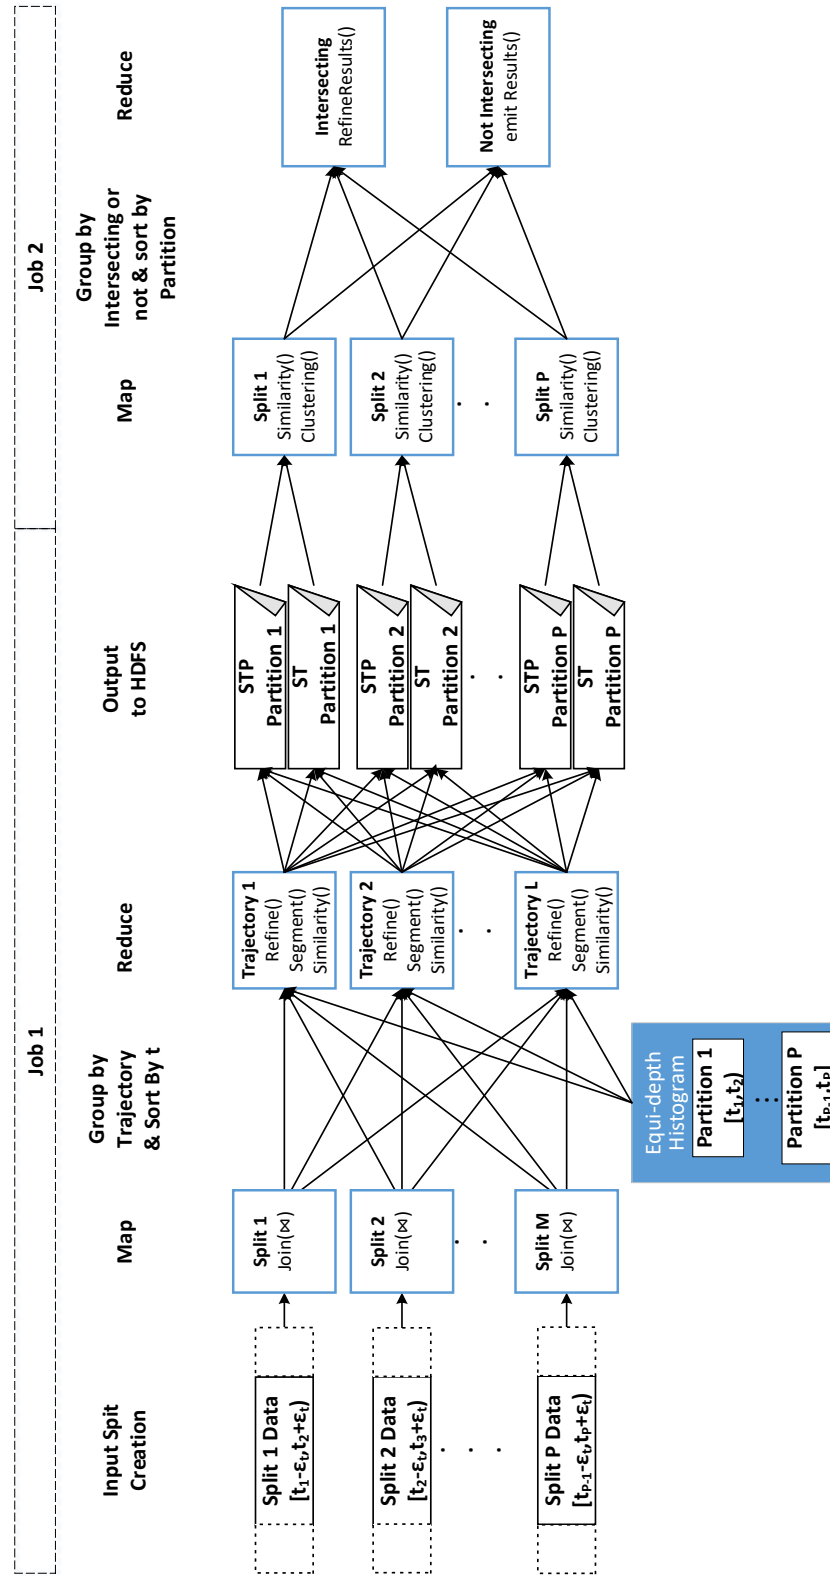 Job 1
Job 2
Input Spit
Creation
Map
Group by
Trajectory
& Sort By t
Reduce
Output
to HDFS
Map
Group by
Intersecting or
not & sort by
Partition
Reduce
Split 1 Data
[t₁-εₜ,t₂+εₜ)
Split 2 Data
[t₂-εₜ,t₃+εₜ)
. .
Split P Data
[tₚ₋₁-εₜ,tₚ+εₜ)
Split 1
Join(⋈)
Split 2
Join(⋈)
. .
Split M
Join(⋈)
Equi-depth
Histogram
Partition 1
[t₁,t₂)
...
Partition P
[tₚ₋₁,tₚ)
Trajectory 1
Refine()
Segment()
Similarity()
Trajectory 2
Refine()
Segment()
Similarity()
. .
Trajectory L
Refine()
Segment()
Similarity()
STP
Partition 1
ST
Partition 1
STP
Partition 2
ST
Partition 2
. .
STP
Partition P
ST
Partition P
Split 1
Similarity()
Clustering()
Split 2
Similarity()
Clustering()
. .
Split P
Similarity()
Clustering()
Intersecting
RefineResults()
Not Intersecting
emit Results()